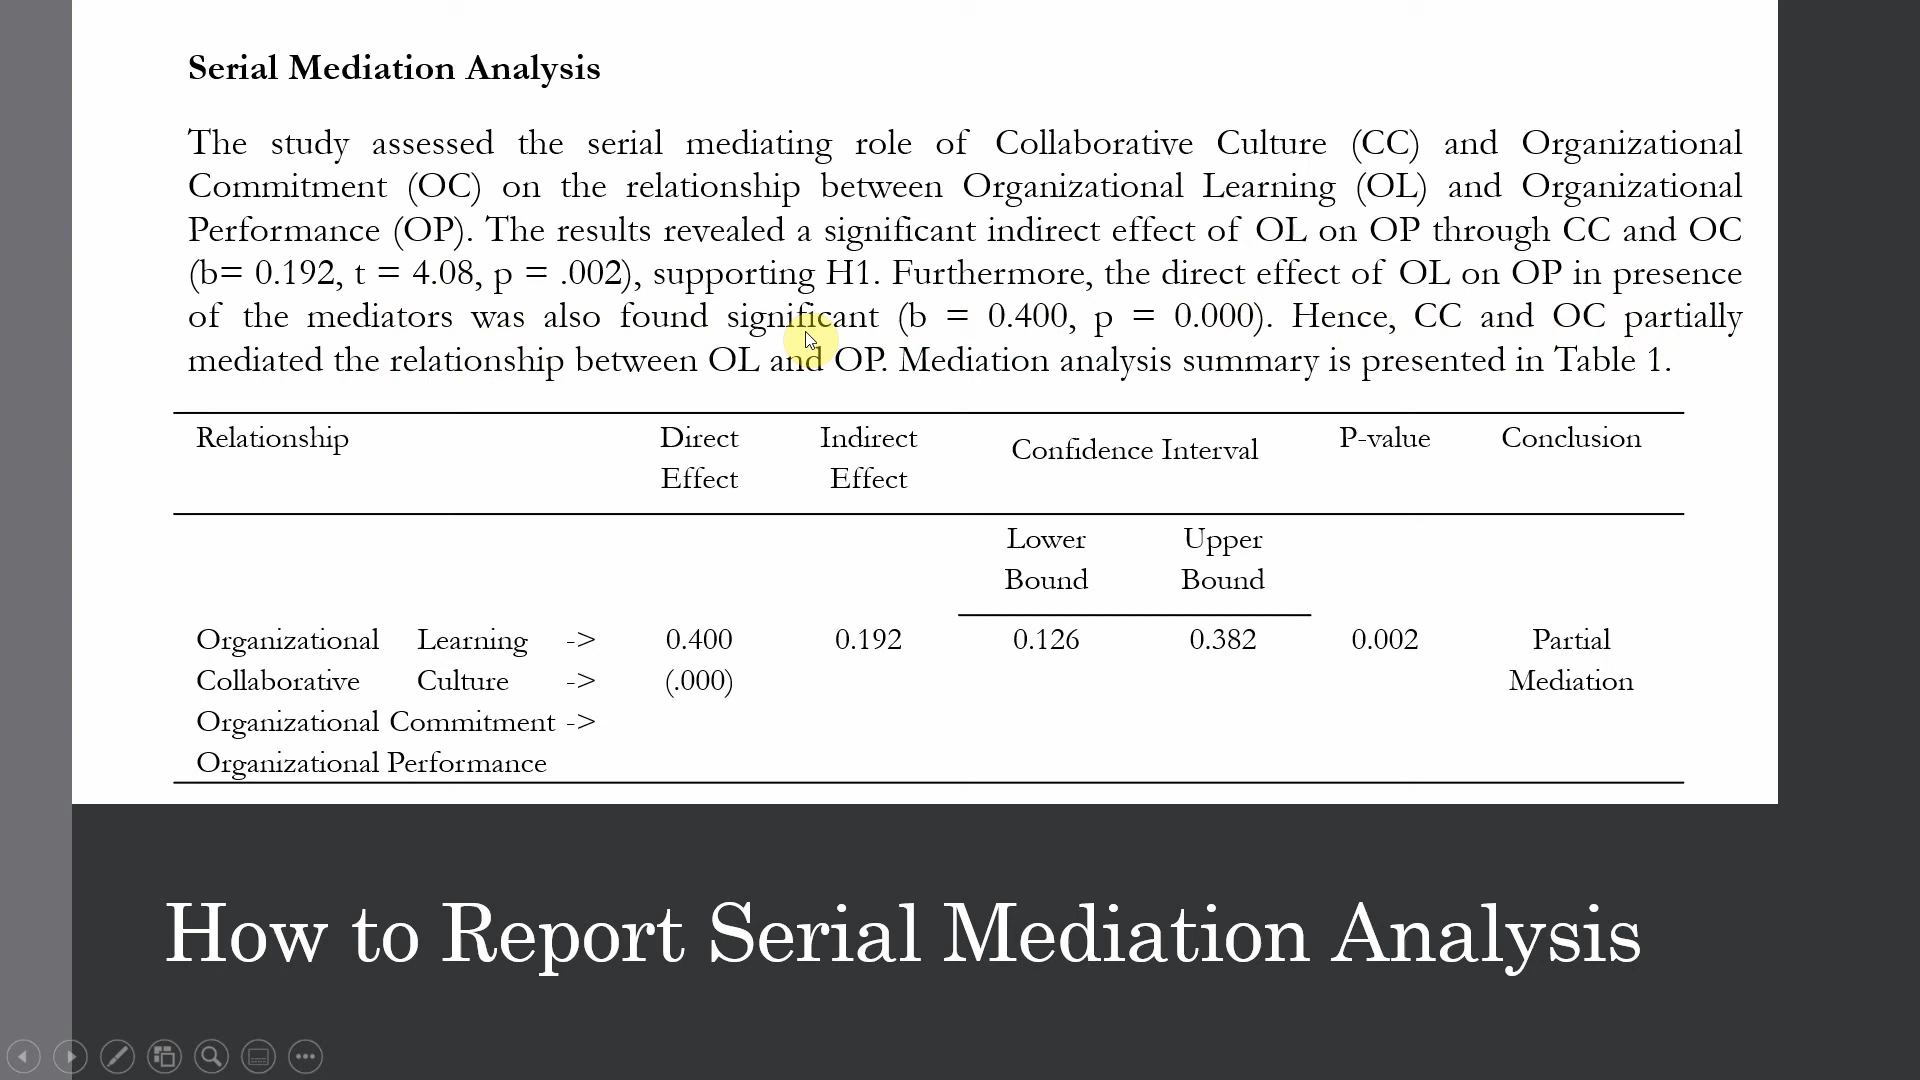 Serial Mediation Analysis
The study assessed the serial mediating role of Collaborative Culture (CC) and Organizational
Commitment (OC) on the relationship between Organizational Learning (OL) and Organizational
Performance (OP). The results revealed a significant indirect effect of OL on OP through CC and OC
(b= 0.192, t = 4.08, p = .002), supporting H1. Furthermore, the direct effect of OL on OP in presence
of the mediators was also found significant (b = 0.400, p = 0.000). Hence, CC and OC partially
mediated the relationship between OL and OP. Mediation analysis summary is presented in Table 1.
Relationship Direct Indirect Confidence Interval P-value Conclusion
Effect Effect
Lower Upper
Bound Bound
Organizational Learning -> 0.400 0.192 0.126 0.382 0.002 Partial
Collaborative Culture -> (.000) Mediation
Organizational Commitment ->
Organizational Performance
How to Report Serial Mediation Analysis